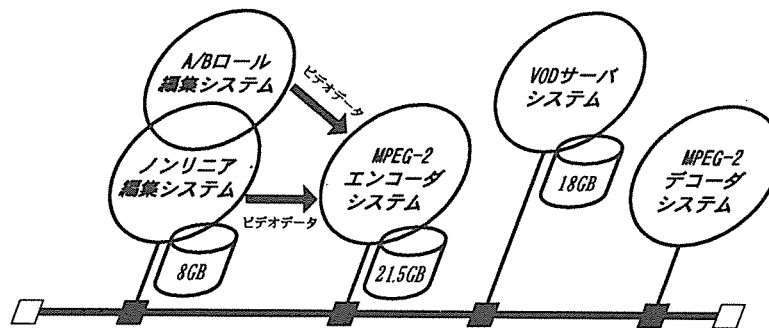 A/Bロール
編集システム
ビデオデータ
ノンリニア
編集システム
ビデオデータ
8GB
MPEG-2
エンコーダ
システム
21.5GB
VODサーバ
システム
18GB
MPEG-2
デコーダ
システム